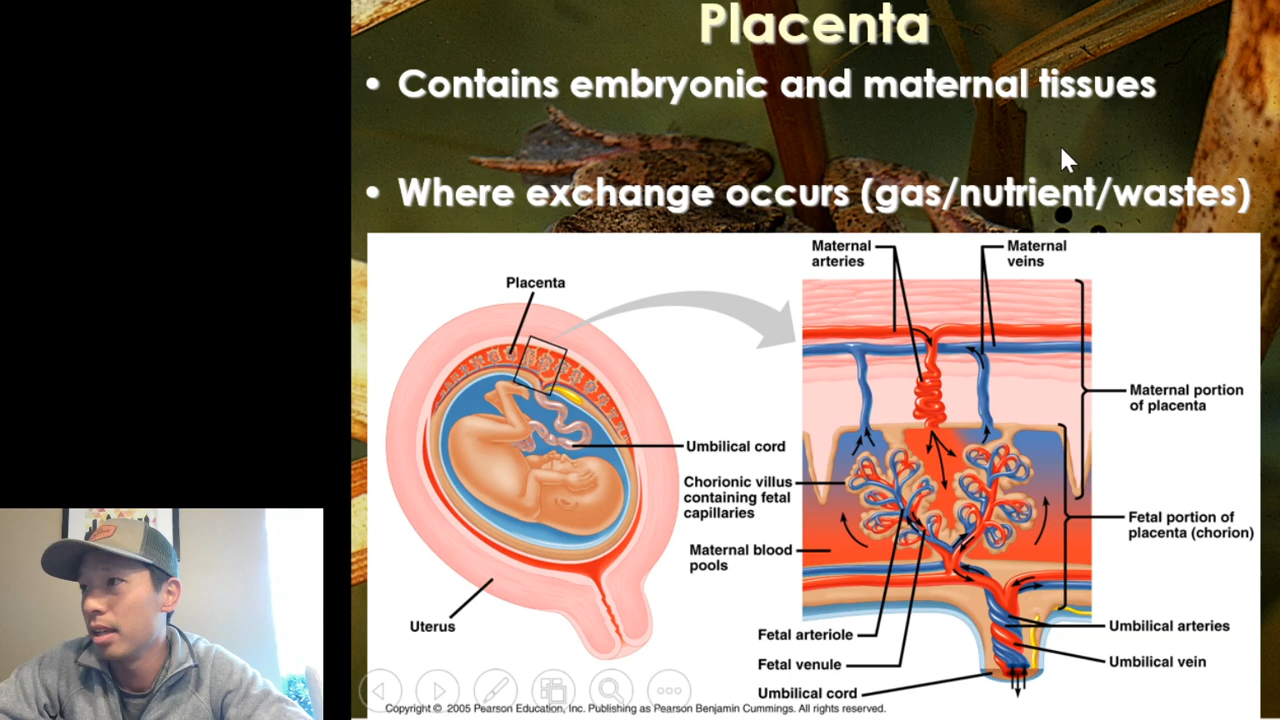 Placenta
• Contains embryonic and maternal tissues
• Where exchange occurs (gas/nutrient/wastes)
Maternal
arteries
Maternal
veins
Placenta
Maternal portion
of placenta
Umbilical cord
Chorionic villus
containing fetal
capillaries
Fetal portion of
placenta (chorion)
Maternal blood
pools
Uterus
Fetal arteriole
Umbilical arteries
Fetal venule
Umbilical vein
Umbilical cord
Copyright © 2005 Pearson Education, Inc. Publishing as Pearson Benjamin Cummings. All rights reserved.